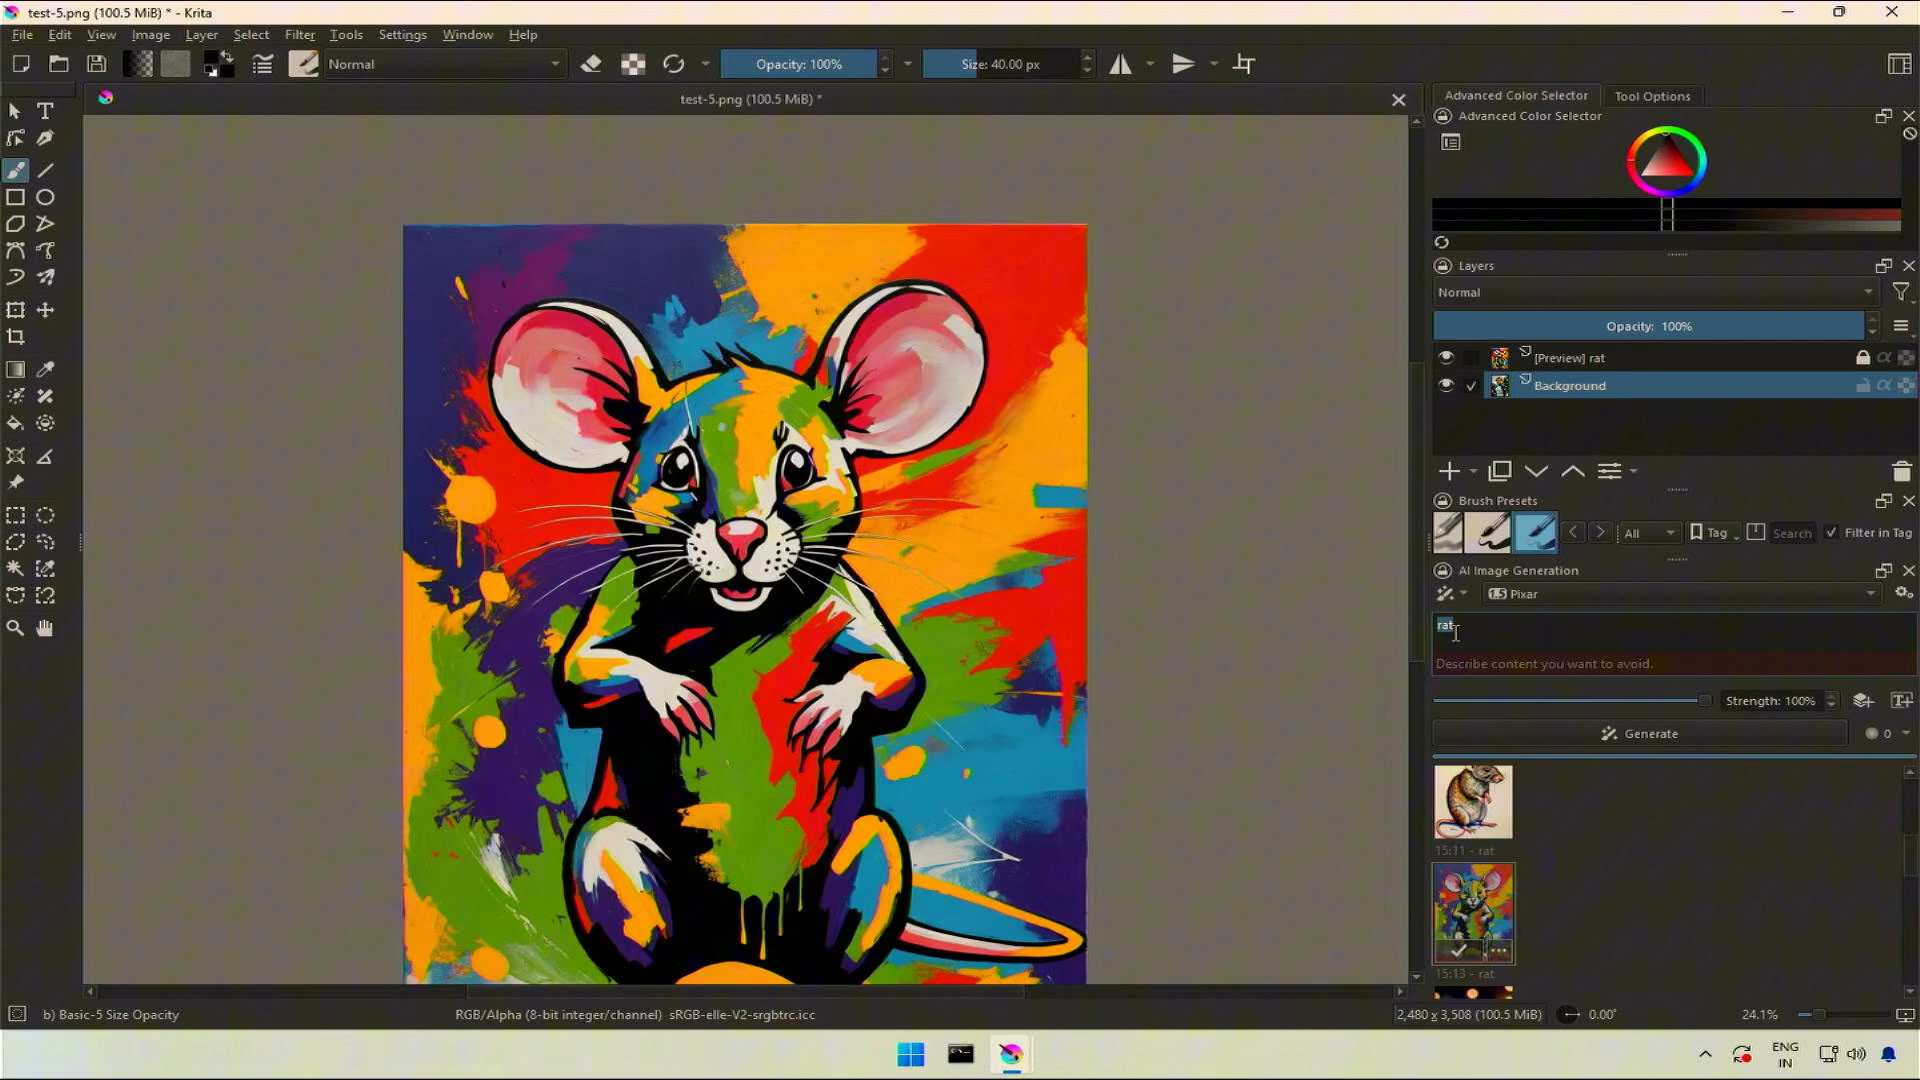 test-5.png (100.5 MiB) * - Krita
File Edit View Image Layer Select Filter Tools Settings Window Help
Normal
Opacity: 100%
Size: 40.00 px
test-5.png (100.5 MiB) *
Advanced Color Selector
Tool Options
Advanced Color Selector
Layers
Normal
Opacity: 100%
[Preview] rat
Background
Brush Presets
All
Tag
Search
Filter in Tag
AI Image Generation
1.5 Pixar
rat
Describe content you want to avoid.
Strength: 100%
Generate
0
15:11 - rat
15:13 - rat
b) Basic-5 Size Opacity
RGB/Alpha (8-bit integer/channel) sRGB-elle-V2-srgbtrc.icc
2,480 x 3,508 (100.5 MiB)
0.00°
24.1%
ENG
IN